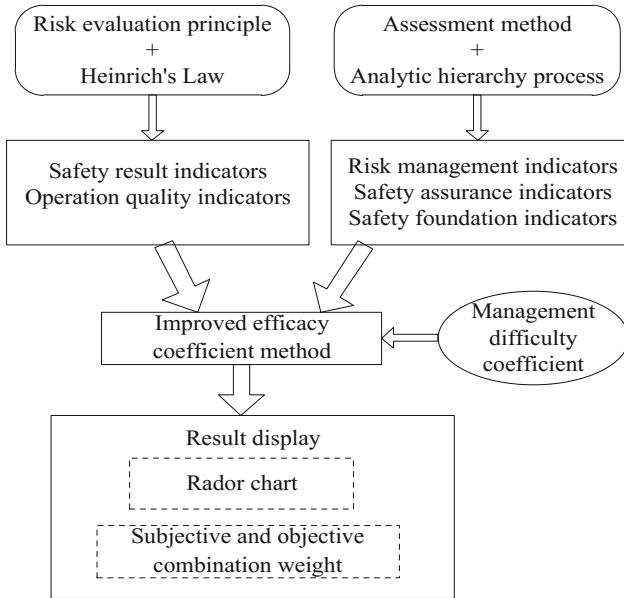 Risk evaluation principle
+
Heinrich's Law
Assessment method
+
Analytic hierarchy process
Safety result indicators
Operation quality indicators
Risk management indicators
Safety assurance indicators
Safety foundation indicators
Improved efficacy
coefficient method
Management
difficulty
coefficient
Result display
Rador chart
Subjective and objective
combination weight